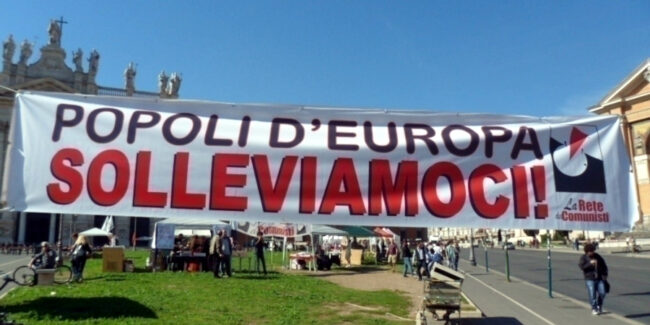 POPOLI D'EUROPA
SOLLEVIAMOCI!
La Rete
dei Comunisti